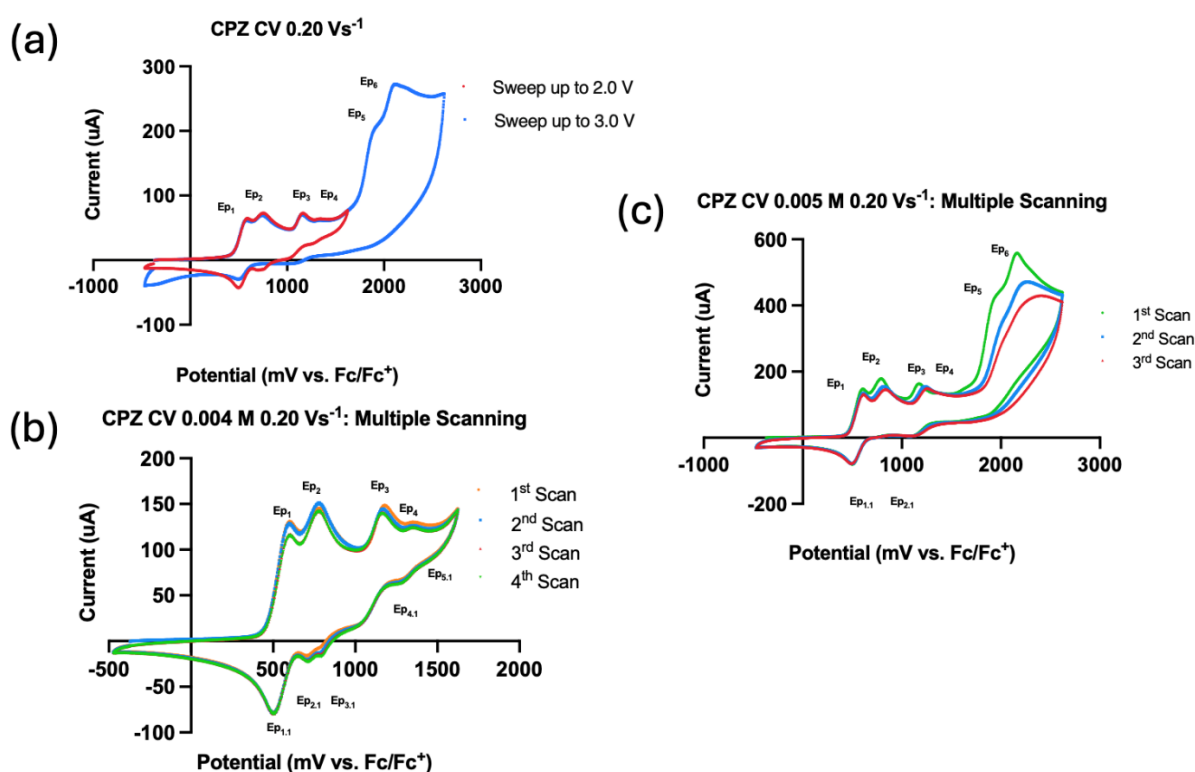 (a)
CPZ CV 0.20 Vs⁻¹
Current (uA)
300
200
100
-100
-1000
1000
2000
3000
Ep₁
Ep₂
Ep₃
Ep₄
Ep₅
Ep₆
Sweep up to 2.0 V
Sweep up to 3.0 V
Potential (mV vs. Fc/Fc⁺)
(b)
CPZ CV 0.004 M 0.20 Vs⁻¹: Multiple Scanning
Current (uA)
200
150
100
50
-50
-100
-500
500
1000
1500
2000
Ep₁
Ep₂
Ep₃
Ep₄
Ep₅.₁
Ep₄.₁
Ep₂.₁
Ep₃.₁
Ep₁.₁
1ˢᵗ Scan
2ⁿᵈ Scan
3ʳᵈ Scan
4ᵗʰ Scan
Potential (mV vs. Fc/Fc⁺)
(c)
CPZ CV 0.005 M 0.20 Vs⁻¹: Multiple Scanning
Current (uA)
600
400
200
-200
-1000
1000
2000
3000
Ep₁
Ep₂
Ep₃
Ep₄
Ep₅
Ep₆
Ep₁.₁
Ep₂.₁
1ˢᵗ Scan
2ⁿᵈ Scan
3ʳᵈ Scan
Potential (mV vs. Fc/Fc⁺)